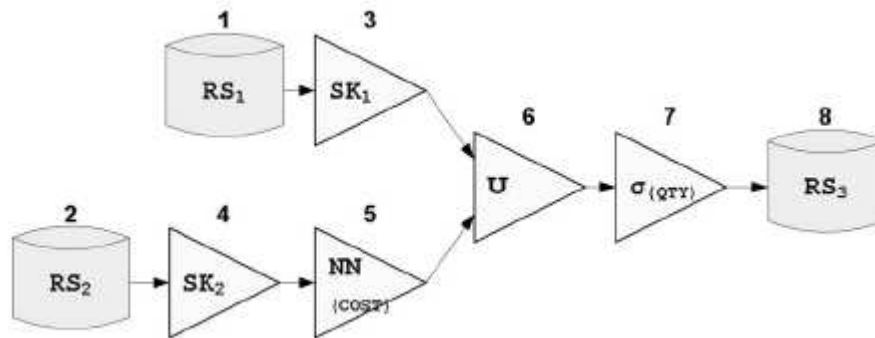 1 3
RS₁ SK₁
6 7 8
U σ(QTY) RS₃
2 4 5
RS₂ SK₂ NN
(COST)